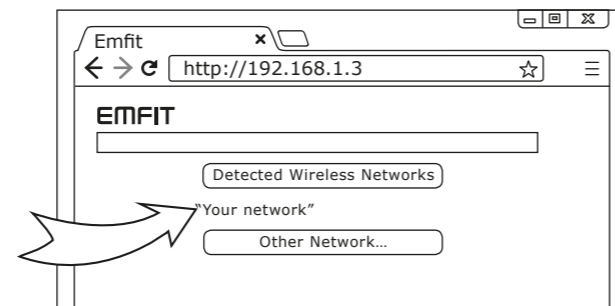 Emfit
http://192.168.1.3
EMFIT
Detected Wireless Networks
“Your network”
Other Network...